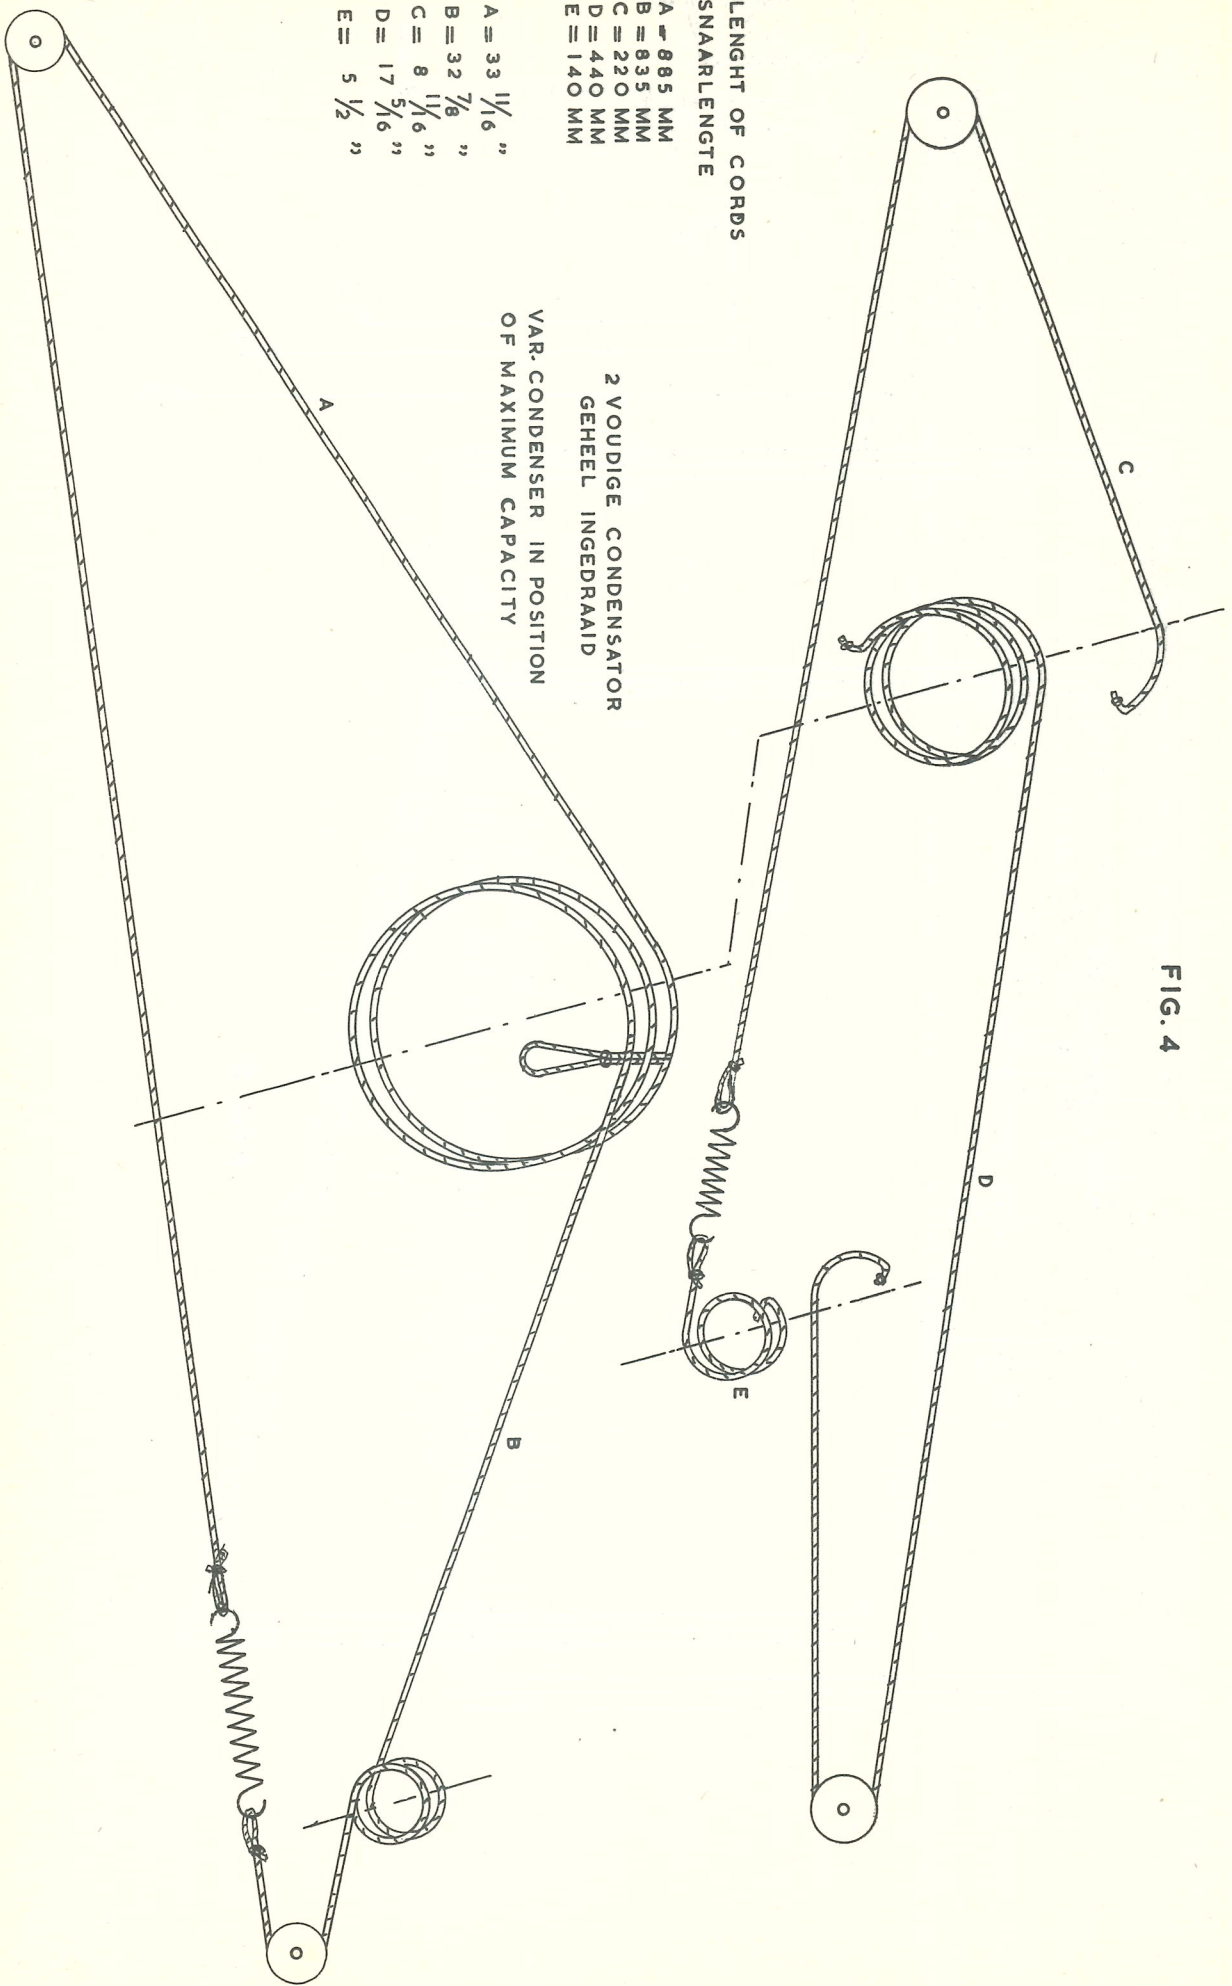 FIG. 4
C
D
E
LENGHT OF CORDS
SNAARLENGTE
A = 885 MM
B = 835 MM
C = 220 MM
D = 440 MM
E = 140 MM
2 VOUDIGE CONDENSATOR
GEHEEL INGEDRAAID
VAR. CONDENSER IN POSITION
OF MAXIMUM CAPACITY
B
A = 33 11/16 "
B = 32 7/8 "
C = 8 11/16 "
D = 17 5/16 "
E = 5 1/2 "
A